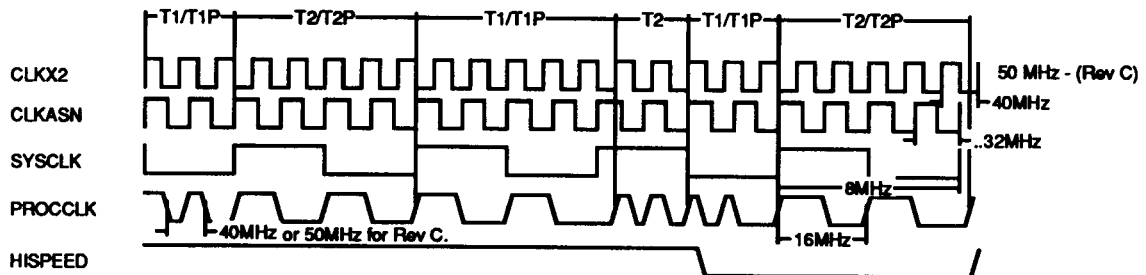 T1/T1P T2/T2P T1/T1P T2 T1/T1P T2/T2P
CLKX2
50 MHz - (Rev C)
40MHz
CLKASN
..32MHz
SYSCLK
8MHz
PROCCLK
40MHz or 50MHz for Rev C.
16MHz
HISPEED